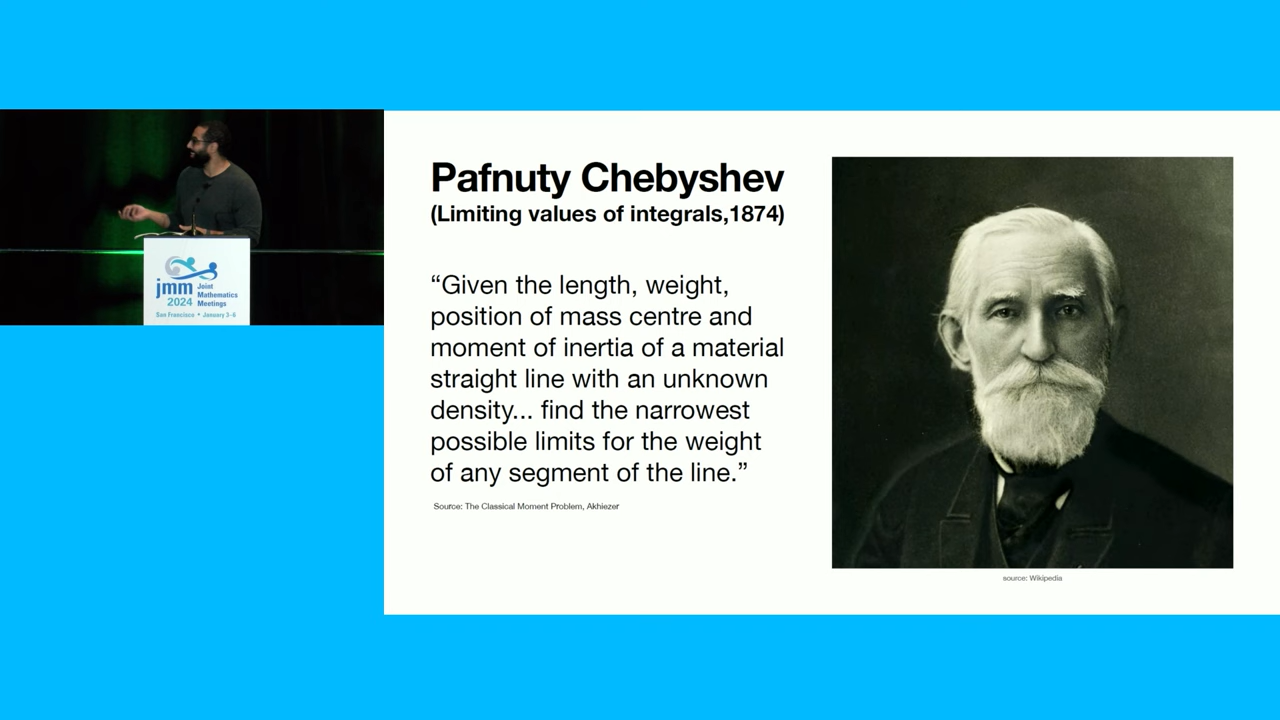 Pafnuty Chebyshev
(Limiting values of integrals,1874)
“Given the length, weight,
position of mass centre and
moment of inertia of a material
straight line with an unknown
density... find the narrowest
possible limits for the weight
of any segment of the line.”
Source: The Classical Moment Problem, Akhiezer
source: Wikipedia
jmm
2024
Joint
Mathematics
Meetings
San Francisco • January 3-6